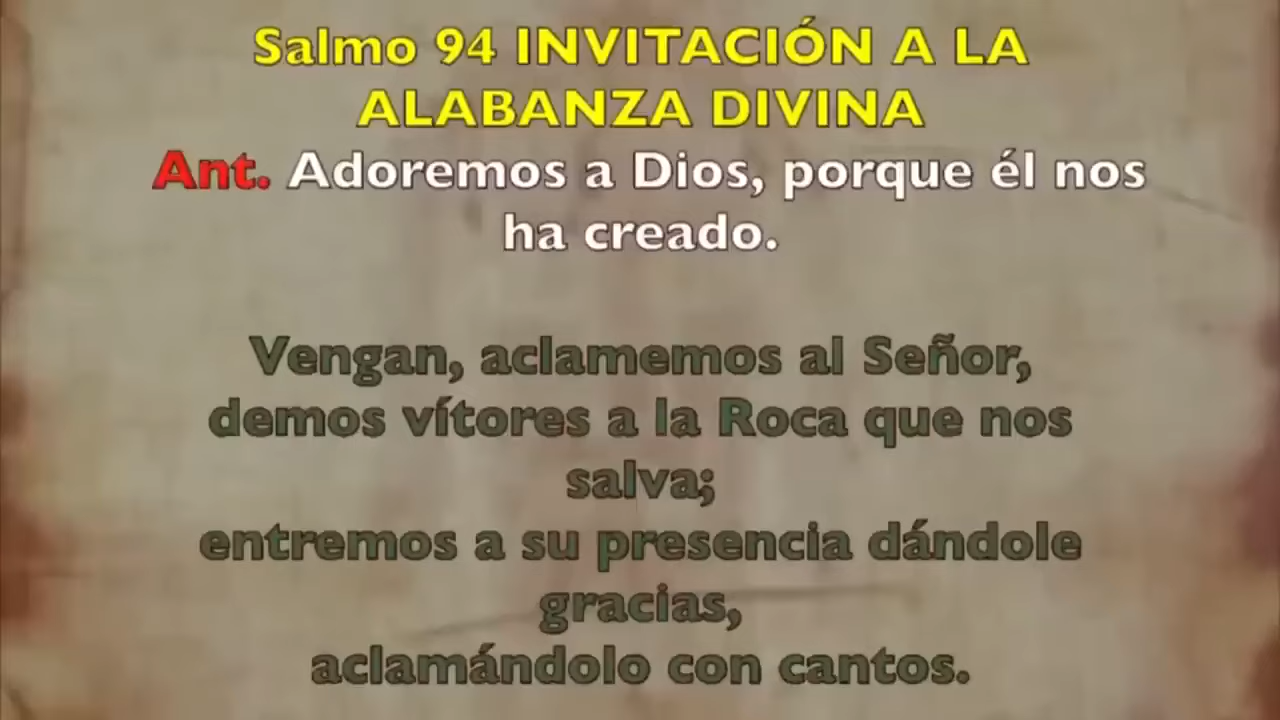 Salmo 94 INVITACIÓN A LA
ALABANZA DIVINA
Ant. Adoremos a Dios, porque él nos
ha creado.
Vengan, aclamemos al Señor,
demos vítores a la Roca que nos
salva;
entremos a su presencia dándole
gracias,
aclamándolo con cantos.